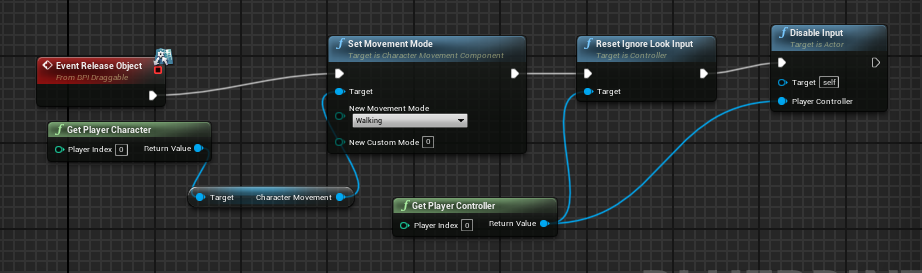 Event Release Object
From DPI Draggable
Get Player Character
Player Index 0 Return Value
Target Character Movement
Set Movement Mode
Target is Character Movement Component
Target
New Movement Mode
Walking
New Custom Mode 0
Get Player Controller
Player Index 0 Return Value
Reset Ignore Look Input
Target is Controller
Target
Disable Input
Target is Actor
Target self
Player Controller